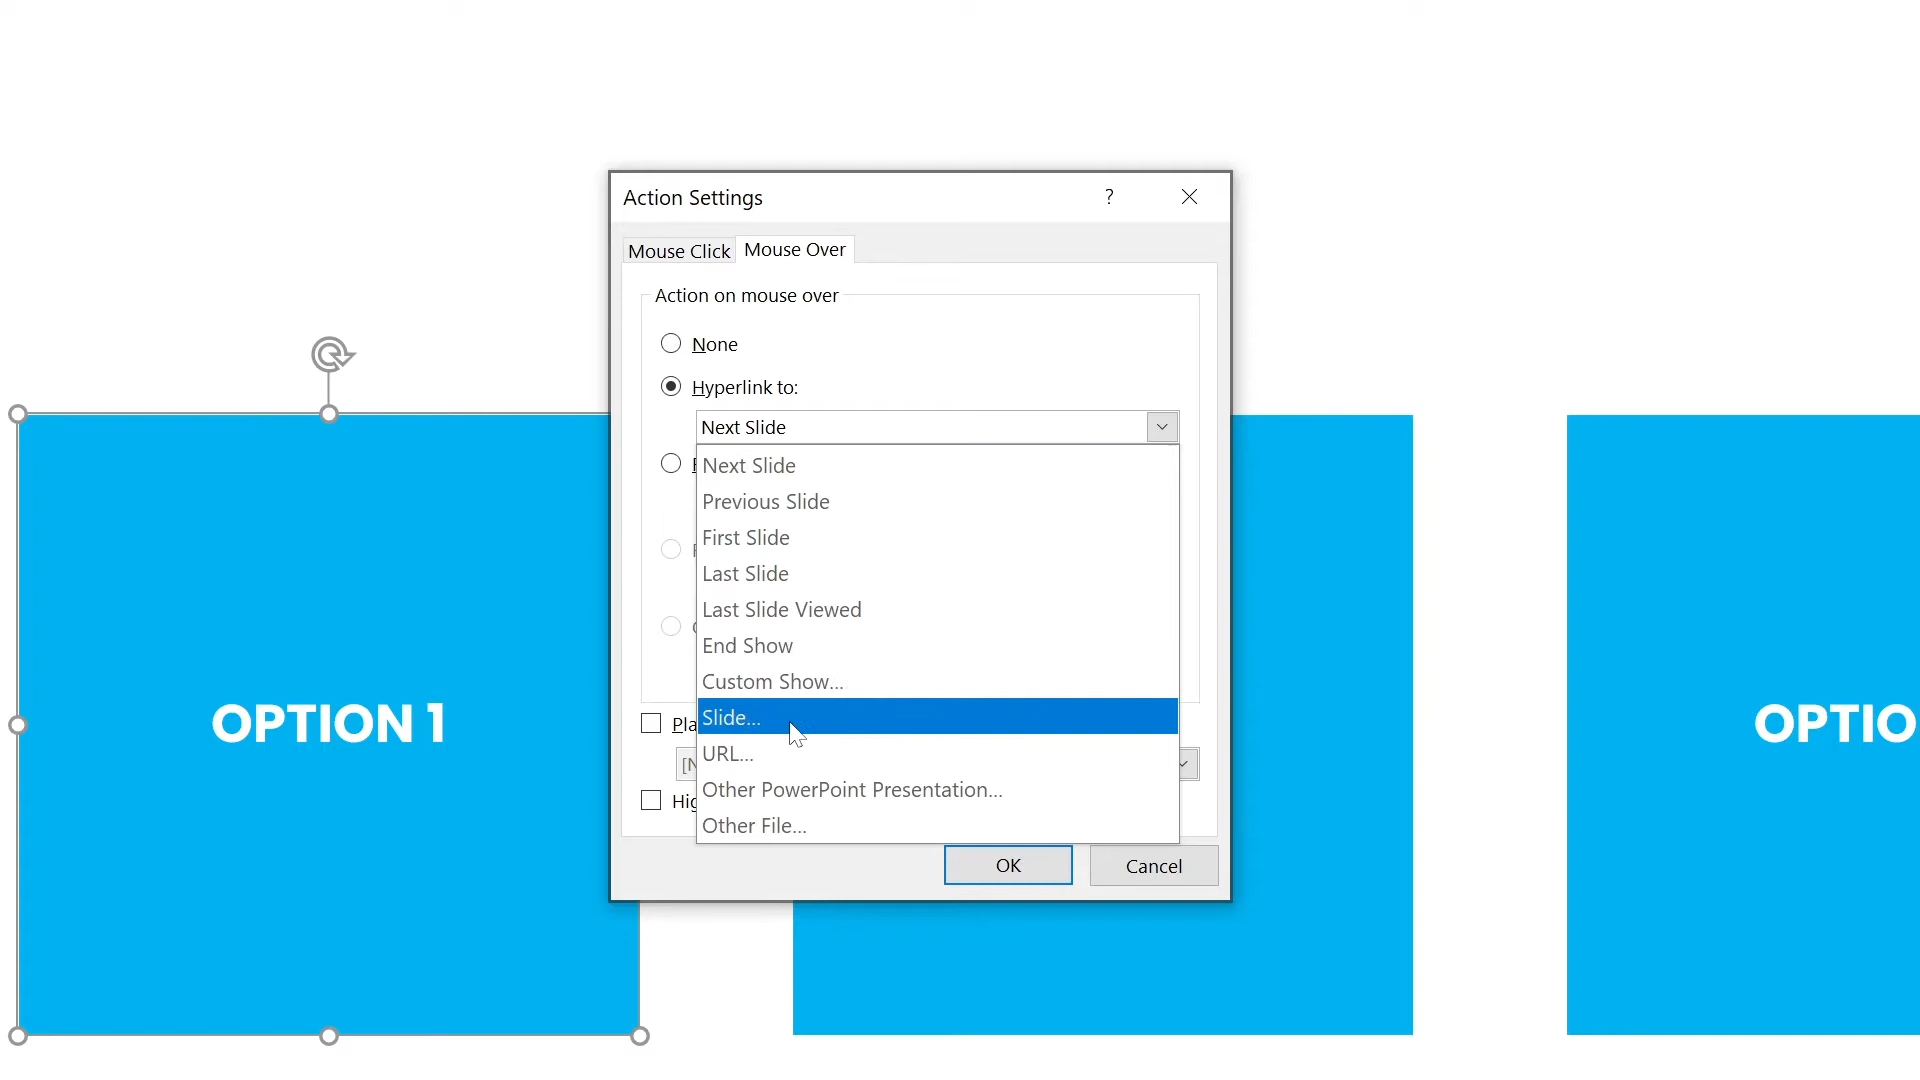 Action Settings
?
Mouse Click
Mouse Over
Action on mouse over
None
Hyperlink to:
Next Slide
Next Slide
Previous Slide
First Slide
Last Slide
Last Slide Viewed
End Show
Custom Show...
Slide...
URL...
Other PowerPoint Presentation...
Other File...
OK
Cancel
OPTION 1